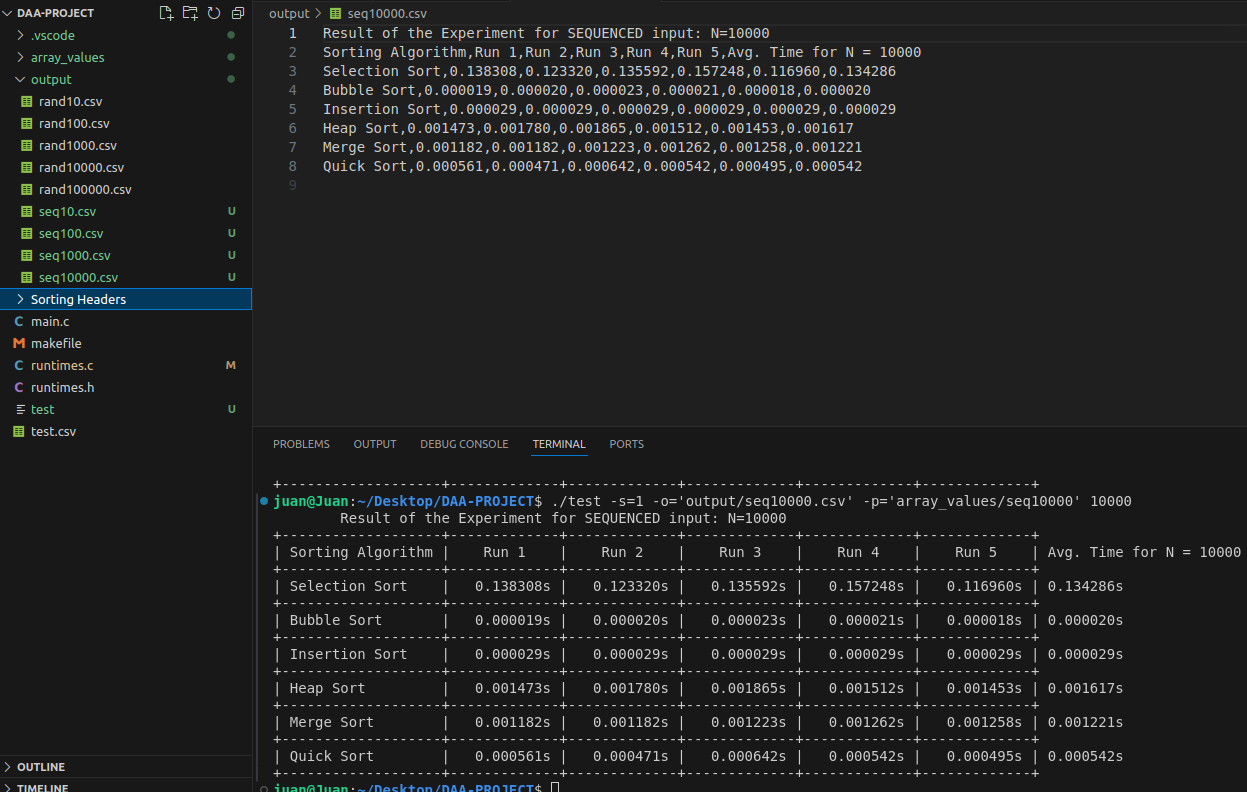 DAA-PROJECT
.vscode
array_values
output
rand10.csv
rand100.csv
rand1000.csv
rand10000.csv
rand100000.csv
seq10.csv U
seq100.csv U
seq1000.csv U
seq10000.csv U
Sorting Headers
C main.c
M makefile
C runtimes.c M
C runtimes.h
test U
test.csv
OUTLINE
TIMELINE
output > seq10000.csv
1 Result of the Experiment for SEQUENCED input: N=10000
2 Sorting Algorithm,Run 1,Run 2,Run 3,Run 4,Run 5,Avg. Time for N = 10000
3 Selection Sort,0.138308,0.123320,0.135592,0.157248,0.116960,0.134286
4 Bubble Sort,0.000019,0.000020,0.000023,0.000021,0.000018,0.000020
5 Insertion Sort,0.000029,0.000029,0.000029,0.000029,0.000029,0.000029
6 Heap Sort,0.001473,0.001780,0.001865,0.001512,0.001453,0.001617
7 Merge Sort,0.001182,0.001182,0.001223,0.001262,0.001258,0.001221
8 Quick Sort,0.000561,0.000471,0.000642,0.000542,0.000495,0.000542
9
PROBLEMS OUTPUT DEBUG CONSOLE TERMINAL PORTS
+-------------------+-------------+-------------+-------------+-------------+-------------+
juan@Juan:~/Desktop/DAA-PROJECT$ ./test -s=1 -o='output/seq10000.csv' -p='array_values/seq10000' 10000
Result of the Experiment for SEQUENCED input: N=10000
+-------------------+-------------+-------------+-------------+-------------+-------------+
| Sorting Algorithm | Run 1 | Run 2 | Run 3 | Run 4 | Run 5 | Avg. Time for N = 10000
+-------------------+-------------+-------------+-------------+-------------+-------------+
| Selection Sort | 0.138308s | 0.123320s | 0.135592s | 0.157248s | 0.116960s | 0.134286s
+-------------------+-------------+-------------+-------------+-------------+-------------+
| Bubble Sort | 0.000019s | 0.000020s | 0.000023s | 0.000021s | 0.000018s | 0.000020s
+-------------------+-------------+-------------+-------------+-------------+-------------+
| Insertion Sort | 0.000029s | 0.000029s | 0.000029s | 0.000029s | 0.000029s | 0.000029s
+-------------------+-------------+-------------+-------------+-------------+-------------+
| Heap Sort | 0.001473s | 0.001780s | 0.001865s | 0.001512s | 0.001453s | 0.001617s
+-------------------+-------------+-------------+-------------+-------------+-------------+
| Merge Sort | 0.001182s | 0.001182s | 0.001223s | 0.001262s | 0.001258s | 0.001221s
+-------------------+-------------+-------------+-------------+-------------+-------------+
| Quick Sort | 0.000561s | 0.000471s | 0.000642s | 0.000542s | 0.000495s | 0.000542s
+-------------------+-------------+-------------+-------------+-------------+-------------+
juan@Juan:~/Desktop/DAA-PROJECT$